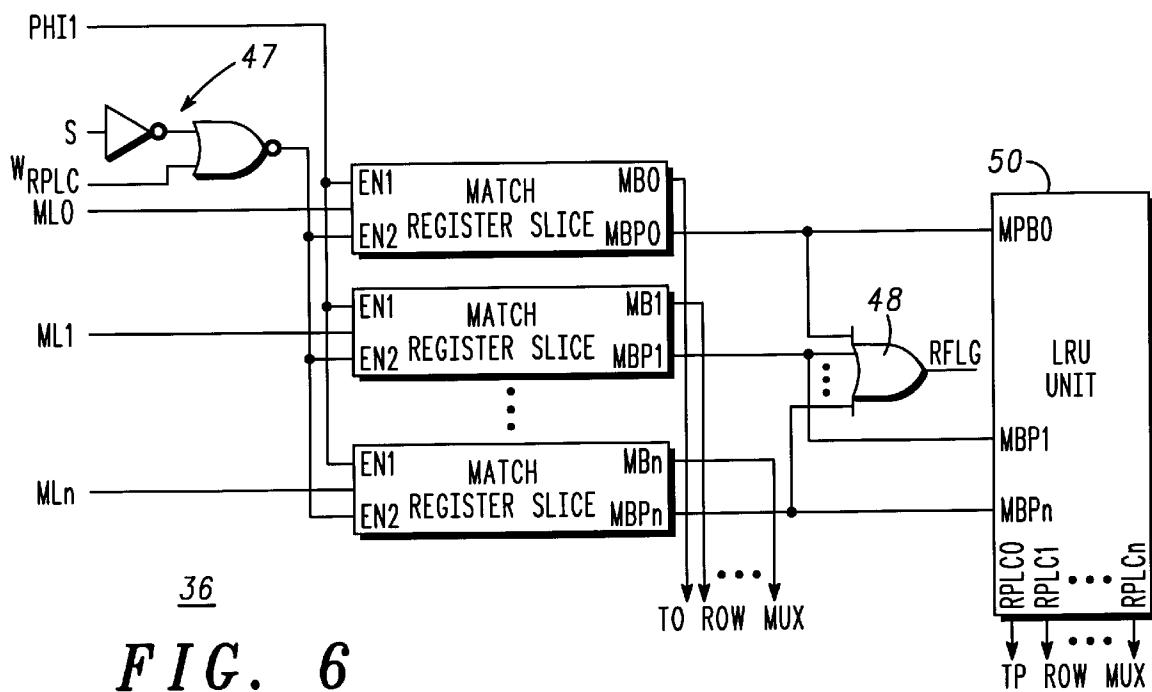 PHI1
47
S
WRPLC
ML0
EN1
MATCH
REGISTER SLICE
EN2
MB0
MBP0
50
MPB0
ML1
EN1
MATCH
REGISTER SLICE
EN2
MB1
MBP1
48
RFLG
LRU
UNIT
MBP1
MLn
EN1
MATCH
REGISTER SLICE
EN2
MBn
MBPn
MBPn
RPLC0
RPLC1
RPLCn
TO ROW MUX
TP ROW MUX
36
FIG. 6